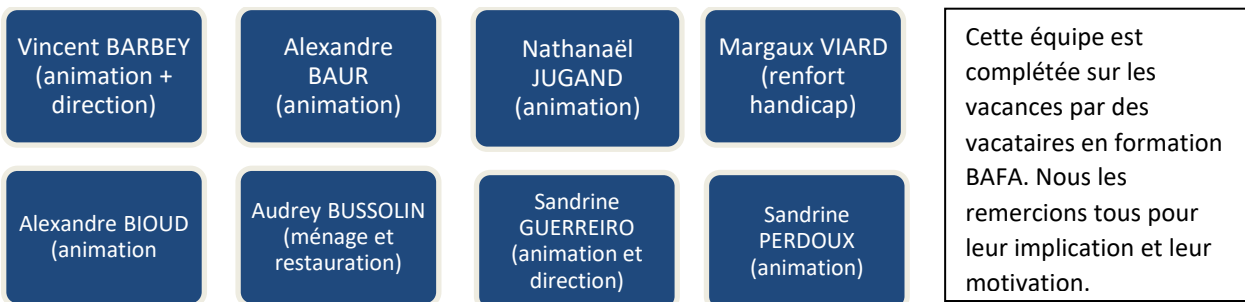 Vincent BARBEY
(animation +
direction)
Alexandre
BAUR
(animation)
Nathanaël
JUGAND
(animation)
Margaux VIARD
(renfort
handicap)
Alexandre BIOUD
(animation
Audrey BUSSOLIN
(ménage et
restauration)
Sandrine
GUERREIRO
(animation et
direction)
Sandrine
PERDOUX
(animation)
Cette équipe est
complétée sur les
vacances par des
vacataires en formation
BAFA. Nous les
remercions tous pour
leur implication et leur
motivation.